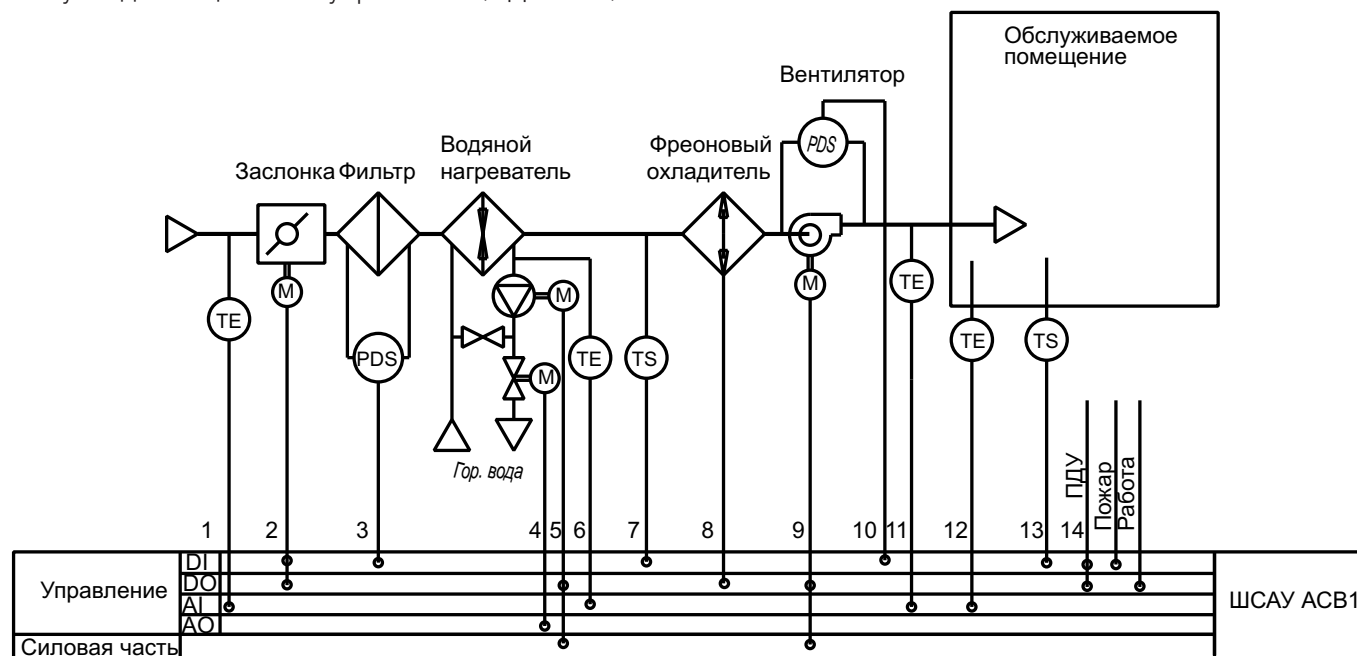 Обслуживаемое
помещение
Вентилятор
PDS
Водяной
нагреватель
Фреоновый
охладитель
Заслонка Фильтр
TE
M
PDS
M
M
TE
TS
M
TE
TE
TS
Гор. вода
ПДУ
Пожар
Работа
1 2 3 4 5 6 7 8 9 10 11 12 13 14
Управление
DI
DO
AI
AO
Силовая часть
ШСАУ АСВ1